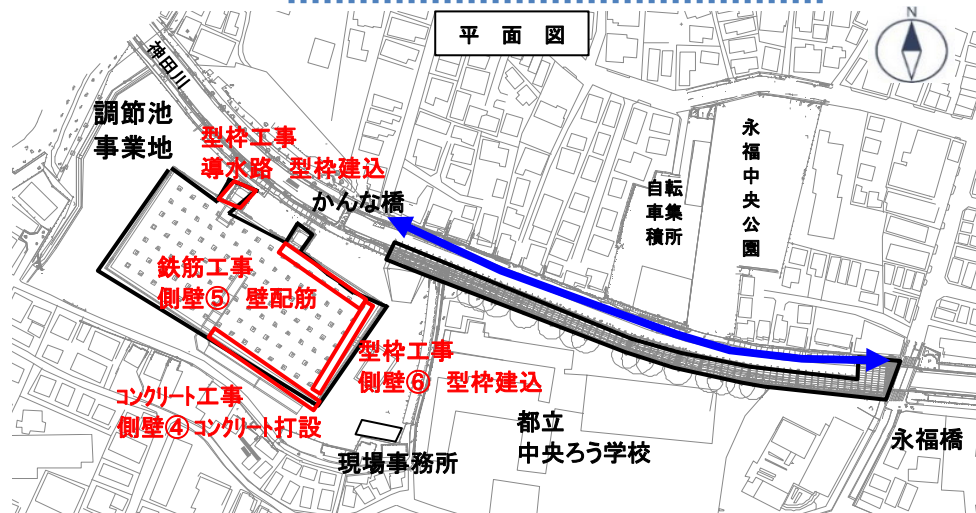 平面図
N
神田川
調節池
事業地
型枠工事
導水路 型枠建込
かんな橋
永福中央公園
自転
車集
積所
鉄筋工事
側壁⑤ 壁配筋
型枠工事
側壁⑥ 型枠建込
コンクリート工事
側壁④コンクリート打設
現場事務所
都立
中央ろう学校
永福橋